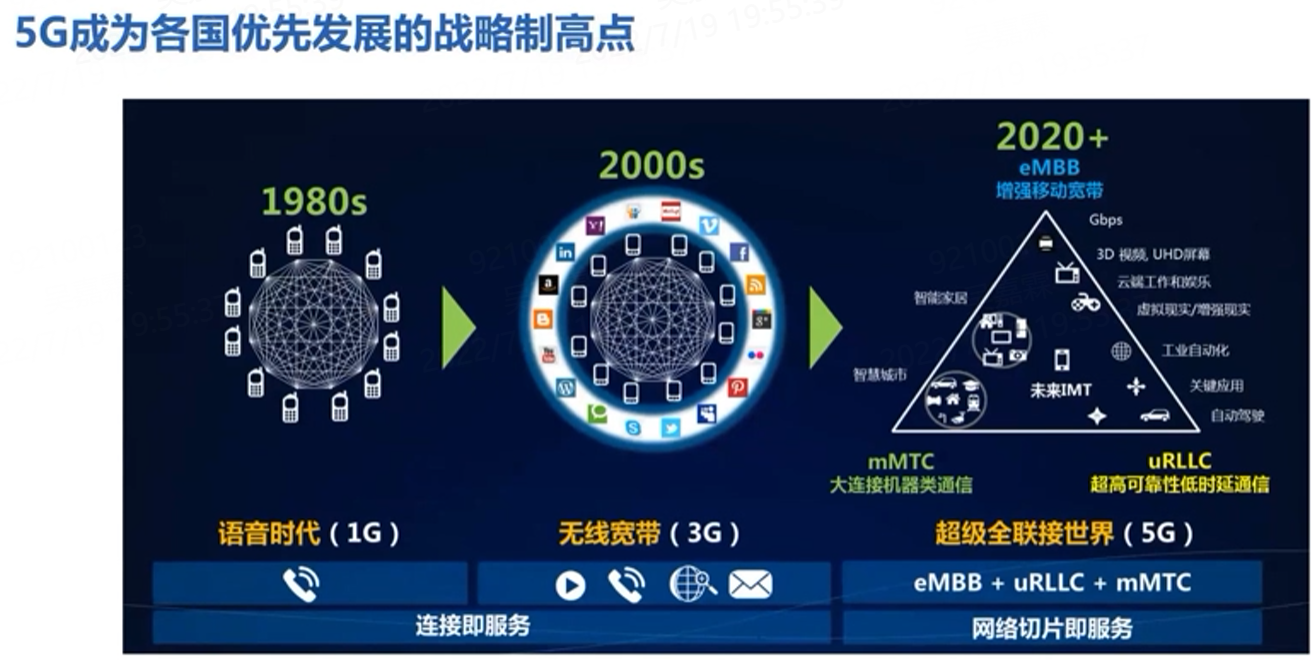 5G成为各国优先发展的战略制高点
1980s
2000s
2020+
eMBB
增强移动宽带
Gbps
3D 视频, UHD屏幕
云端工作和娱乐
智能家居
虚拟现实/增强现实
工业自动化
智慧城市
未来IMT
关键应用
自动驾驶
mMTC
大连接机器类通信
uRLLC
超高可靠性低时延通信
语音时代（1G）
无线宽带（3G）
超级全联接世界（5G）
eMBB + uRLLC + mMTC
连接即服务
网络切片即服务